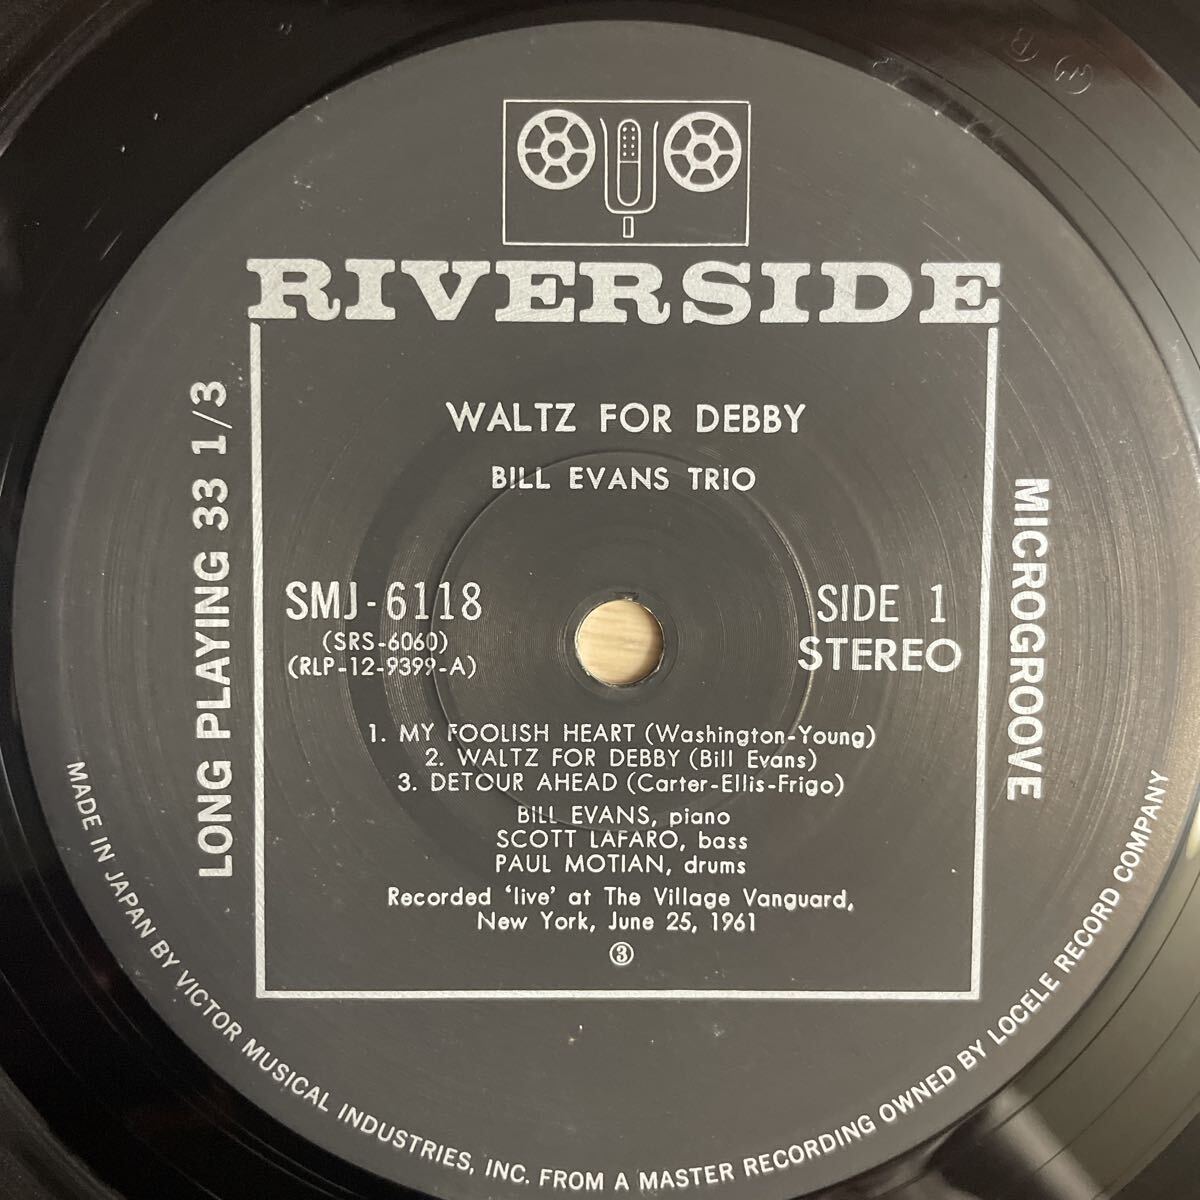 RIVERSIDE
LONG PLAYING 33 1/3
MICROGROOVE
WALTZ FOR DEBBY
BILL EVANS TRIO
SMJ-6118
(SRS-6060)
(RLP-12-9399-A)
SIDE 1
STEREO
1. MY FOOLISH HEART (Washington-Young)
2. WALTZ FOR DEBBY (Bill Evans)
3. DETOUR AHEAD (Carter-Ellis-Frigo)
BILL EVANS, piano
SCOTT LAFARO, bass
PAUL MOTIAN, drums
Recorded ‘live’ at The Village Vanguard,
New York, June 25, 1961
③
MADE IN JAPAN BY VICTOR MUSICAL INDUSTRIES, INC. FROM A MASTER RECORDING OWNED BY LOCELE RECORD COMPANY